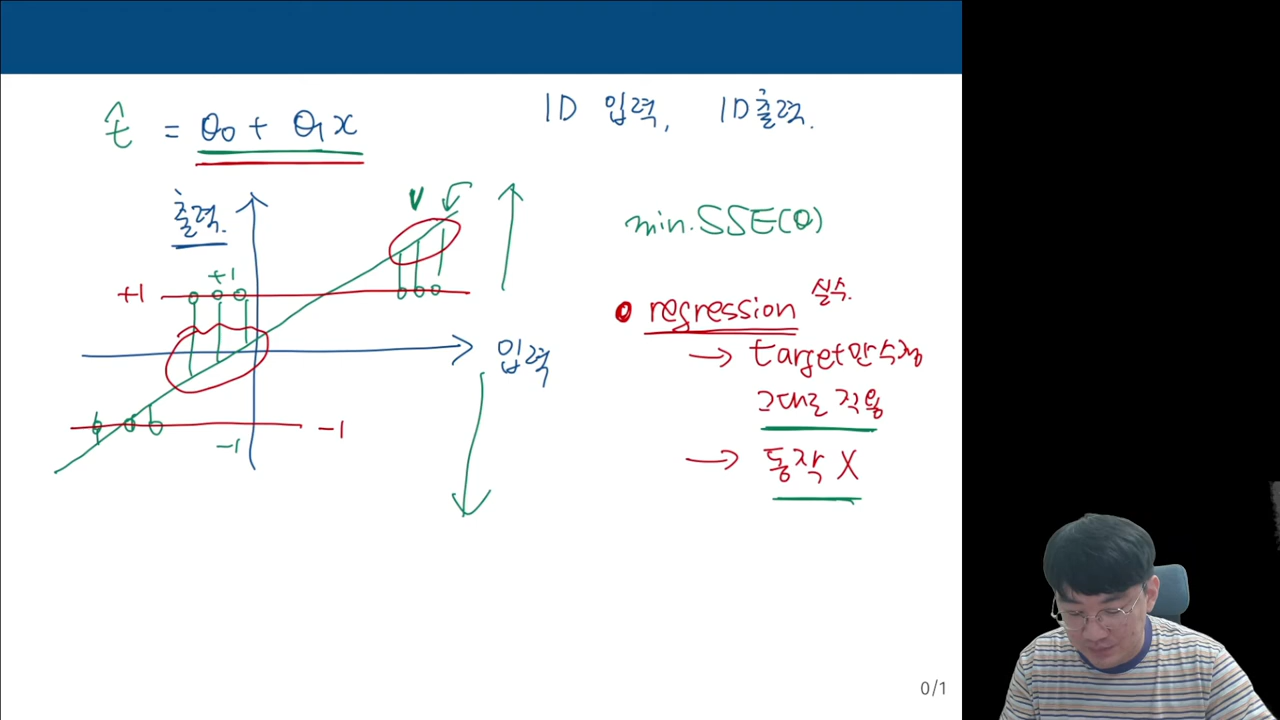 t̂ = θ₀ + θ₁x
1D 입력, 1D 출력.
출력.
+1
+1
입력
-1
-1
min. SSE(θ)
regression 실수.
→ target만 수정
그대로 적용
→ 동작 X
0/1